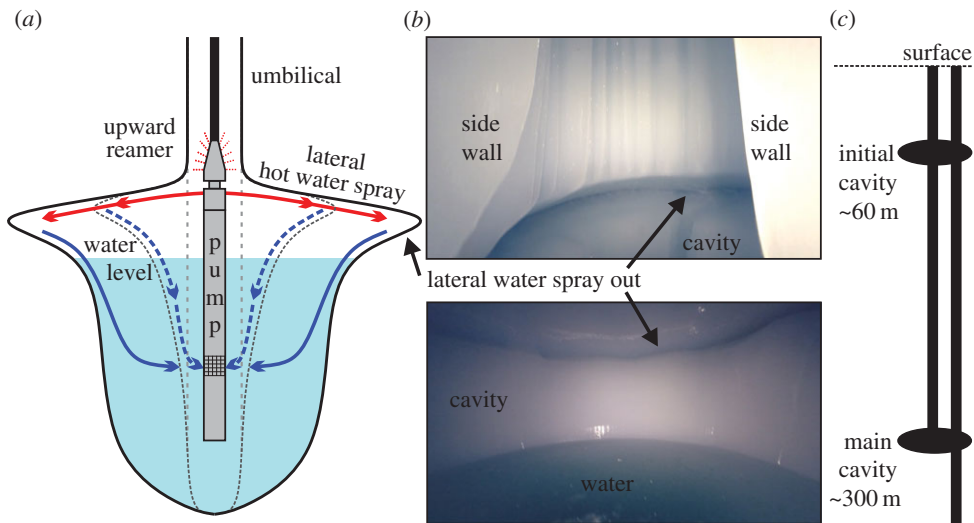 (a)
umbilical
upward
reamer
lateral
hot water spray
water
level
p
u
m
p
(b)
side
wall
side
wall
cavity
lateral water spray out
cavity
water
(c)
surface
initial
cavity
~60 m
main
cavity
~300 m